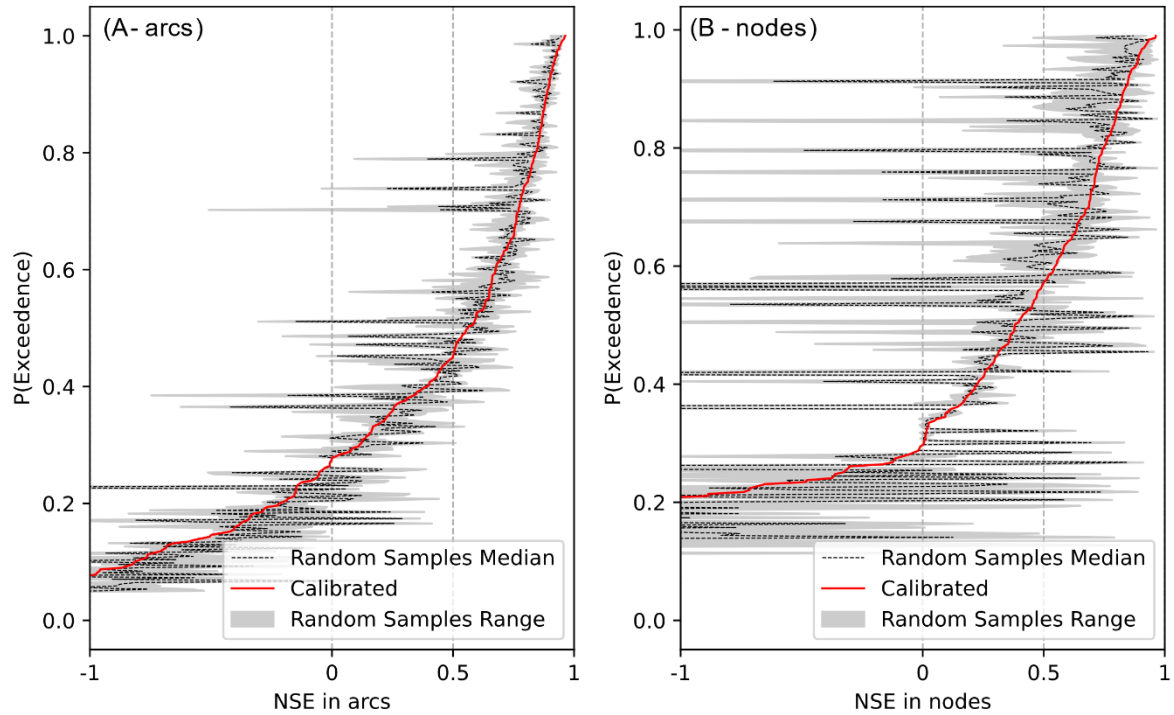 (A- arcs)
1.0
0.8
0.6
0.4
0.2
0.0
P(Exceedence)
Random Samples Median
Calibrated
Random Samples Range
-1
0
0.5
1
NSE in arcs
(B - nodes)
1.0
0.8
0.6
0.4
0.2
0.0
P(Exceedence)
Random Samples Median
Calibrated
Random Samples Range
-1
0
0.5
1
NSE in nodes